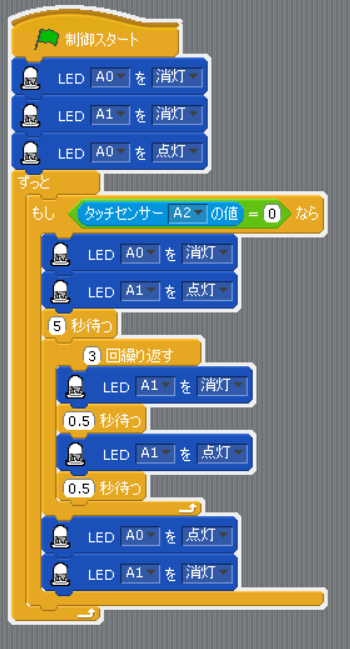 制御スタート
LED A0 を 消灯
LED A1 を 消灯
LED A0 を 点灯
ずっと
もし タッチセンサー A2 の値 = 0 なら
LED A0 を 消灯
LED A1 を 点灯
5 秒待つ
3 回繰り返す
LED A1 を 消灯
0.5 秒待つ
LED A1 を 点灯
0.5 秒待つ
LED A0 を 点灯
LED A1 を 消灯